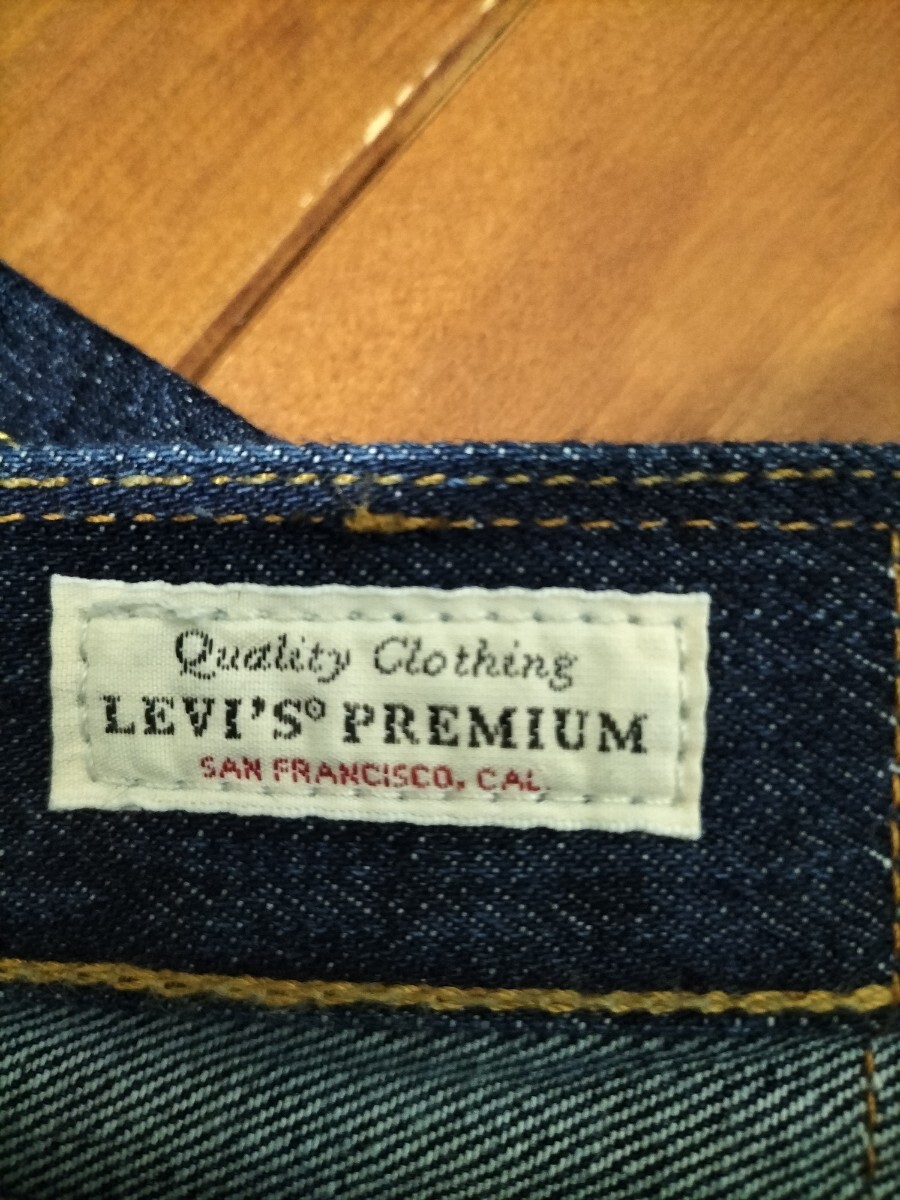 Quality Clothing
LEVI'S® PREMIUM
SAN FRANCISCO, CAL